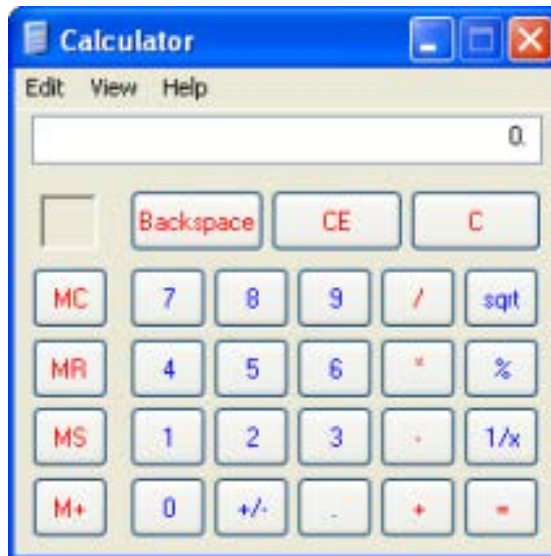 Calculator
Edit View Help
0.
Backspace CE C
MC 7 8 9 / sqrt
MR 4 5 6 * %
MS 1 2 3 - 1/x
M+ 0 +/- . + =